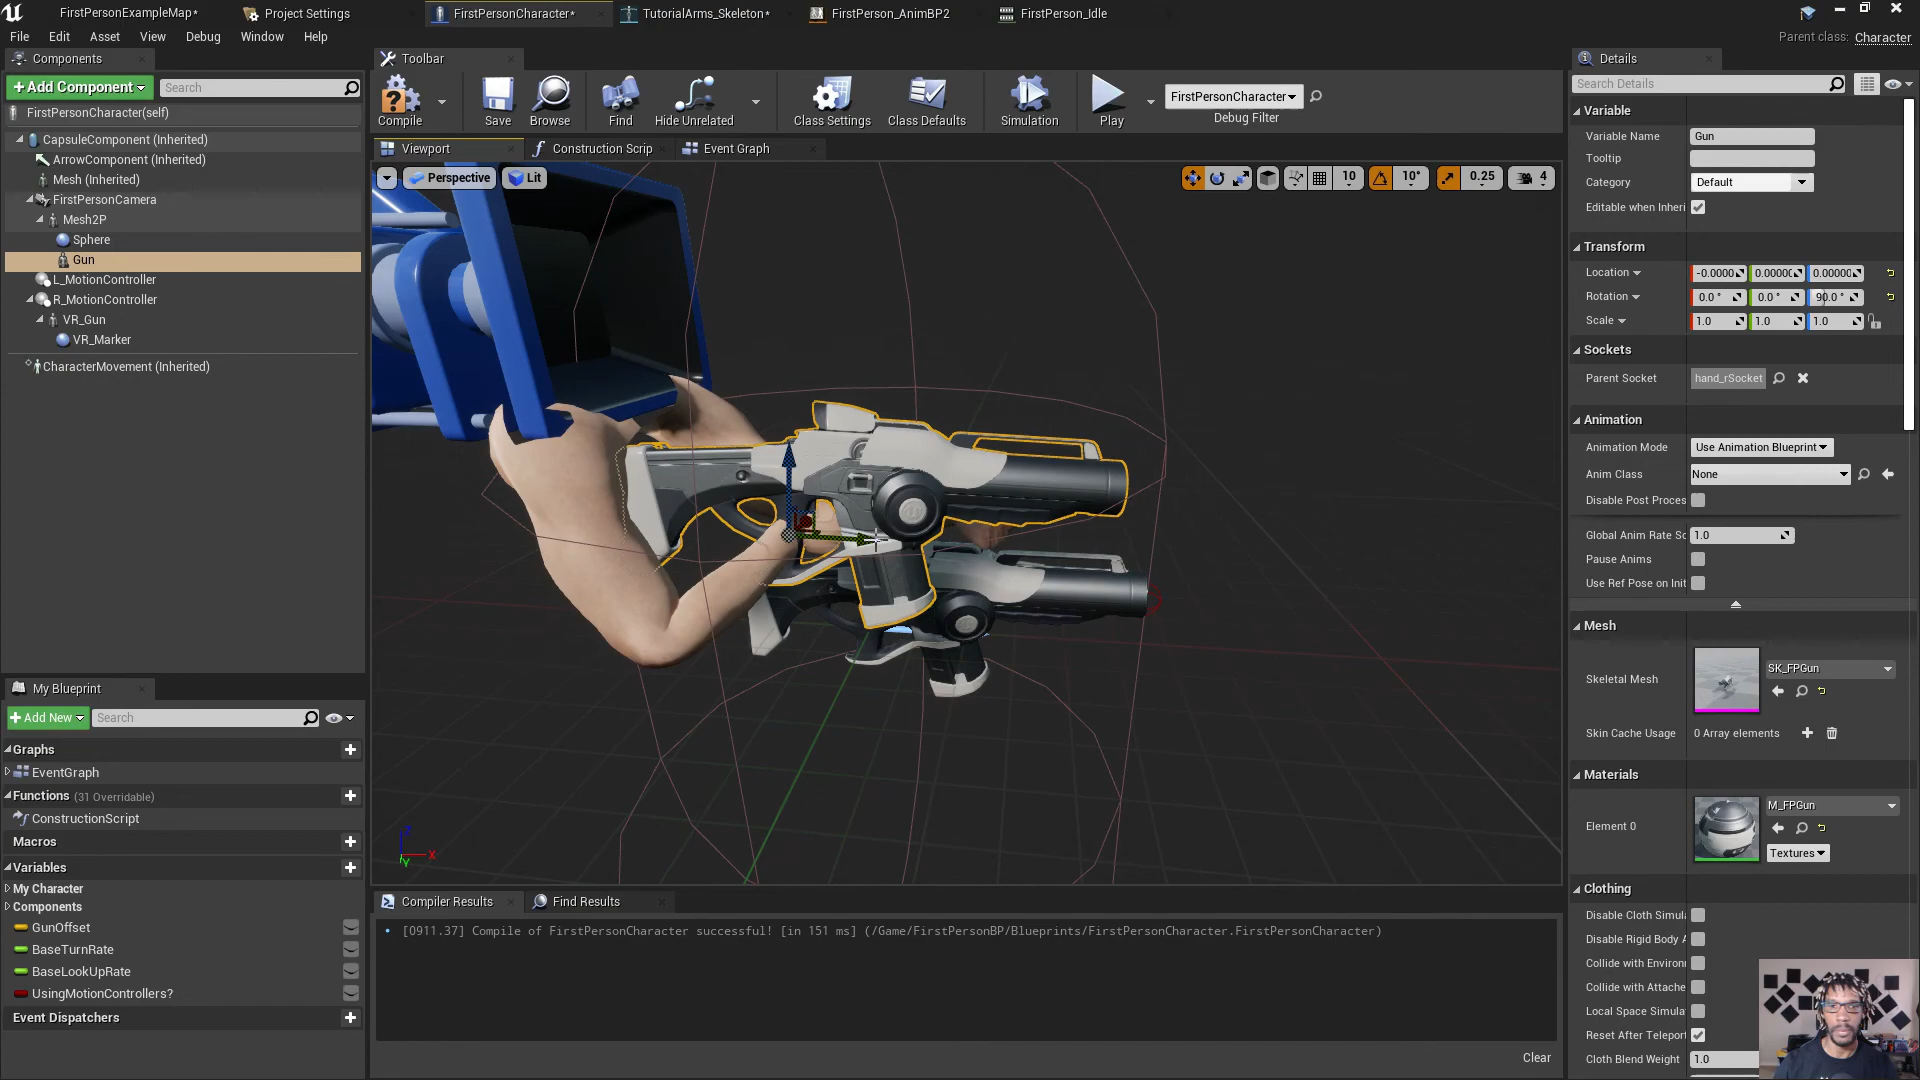 FirstPersonExampleMap*
Project Settings
FirstPersonCharacter*
TutorialArms_Skeleton*
FirstPerson_AnimBP2
FirstPerson_Idle
File Edit Asset View Debug Window Help
Parent class: Character
Components
Toolbar
Details
+Add Component
Search
Search Details
FirstPersonCharacter(self)
CapsuleComponent (Inherited)
ArrowComponent (Inherited)
Mesh (Inherited)
FirstPersonCamera
Mesh2P
Sphere
Gun
L_MotionController
R_MotionController
VR_Gun
VR_Marker
CharacterMovement (Inherited)
Compile
Save
Browse
Find
Hide Unrelated
Class Settings
Class Defaults
Simulation
Play
FirstPersonCharacter
Debug Filter
Viewport
Construction Scrip
Event Graph
Perspective
Lit
10
10°
0.25
4
Z
X
Y
Variable
Variable Name
Gun
Tooltip
Category
Default
Editable when Inheri
Transform
Location
-0.0000
0.00000
0.00000
Rotation
0.0 °
0.0 °
90.0 °
Scale
1.0
1.0
1.0
Sockets
Parent Socket
hand_rSocket
Animation
Animation Mode
Use Animation Blueprint
Anim Class
None
Disable Post Proces
Global Anim Rate Sc
1.0
Pause Anims
Use Ref Pose on Init
Mesh
Skeletal Mesh
SK_FPGun
Skin Cache Usage
0 Array elements
Materials
Element 0
M_FPGun
Textures
Clothing
Disable Cloth Simul
Disable Rigid Body A
Collide with Environ
Collide with Attache
Local Space Simula
Reset After Teleport
Cloth Blend Weight
1.0
My Blueprint
+Add New
Search
Graphs
EventGraph
Functions (31 Overridable)
ConstructionScript
Macros
Variables
My Character
Components
GunOffset
BaseTurnRate
BaseLookUpRate
UsingMotionControllers?
Event Dispatchers
Compiler Results
Find Results
[0911.37] Compile of FirstPersonCharacter successful! [in 151 ms] (/Game/FirstPersonBP/Blueprints/FirstPersonCharacter.FirstPersonCharacter)
Clear